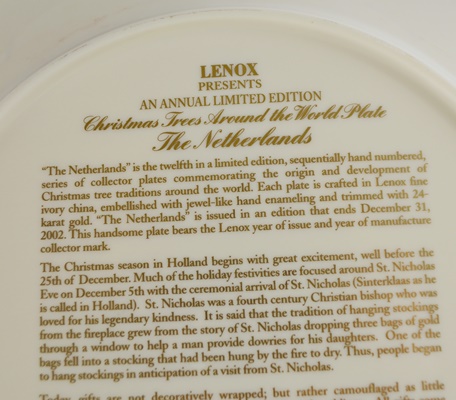 LENOX
PRESENTS
AN ANNUAL LIMITED EDITION
Christmas Trees Around the World Plate
The Netherlands
"The Netherlands" is the twelfth in a limited edition, sequentially hand numbered,
series of collector plates commemorating the origin and development of
Christmas tree traditions around the world. Each plate is crafted in Lenox fine
ivory china, embellished with jewel-like hand enameling and trimmed with 24-
karat gold. "The Netherlands" is issued in an edition that ends December 31,
2002. This handsome plate bears the Lenox year of issue and year of manufacture
collector mark.
The Christmas season in Holland begins with great excitement, well before the
25th of December. Much of the holiday festivities are focused around St. Nicholas
Eve on December 5th with the ceremonial arrival of St. Nicholas (Sinterklaas as he
is called in Holland). St. Nicholas was a fourth century Christian bishop who was
loved for his legendary kindness. It is said that the tradition of hanging stockings
from the fireplace grew from the story of St. Nicholas dropping three bags of gold
through a window to help a man provide dowries for his daughters. One of the
bags fell into a stocking that had been hung by the fire to dry. Thus, people began
to hang stockings in anticipation of a visit from St. Nicholas.
Today, gifts are not decoratively wrapped; but rather camouflaged as little